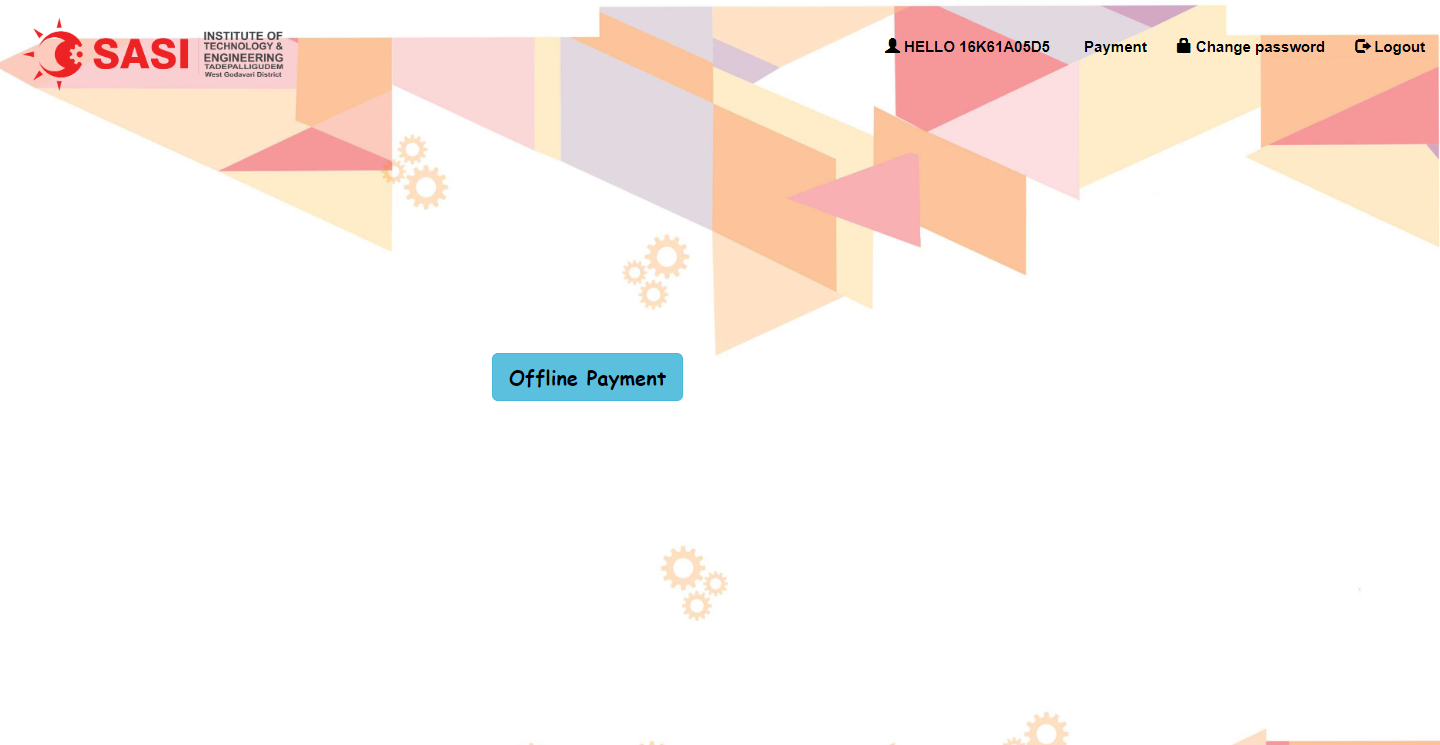 SASI
INSTITUTE OF
TECHNOLOGY &
ENGINEERING
TADEPALLIGUDEM
West Godavari District
HELLO 16K61A05D5 Payment Change password Logout
Offline Payment